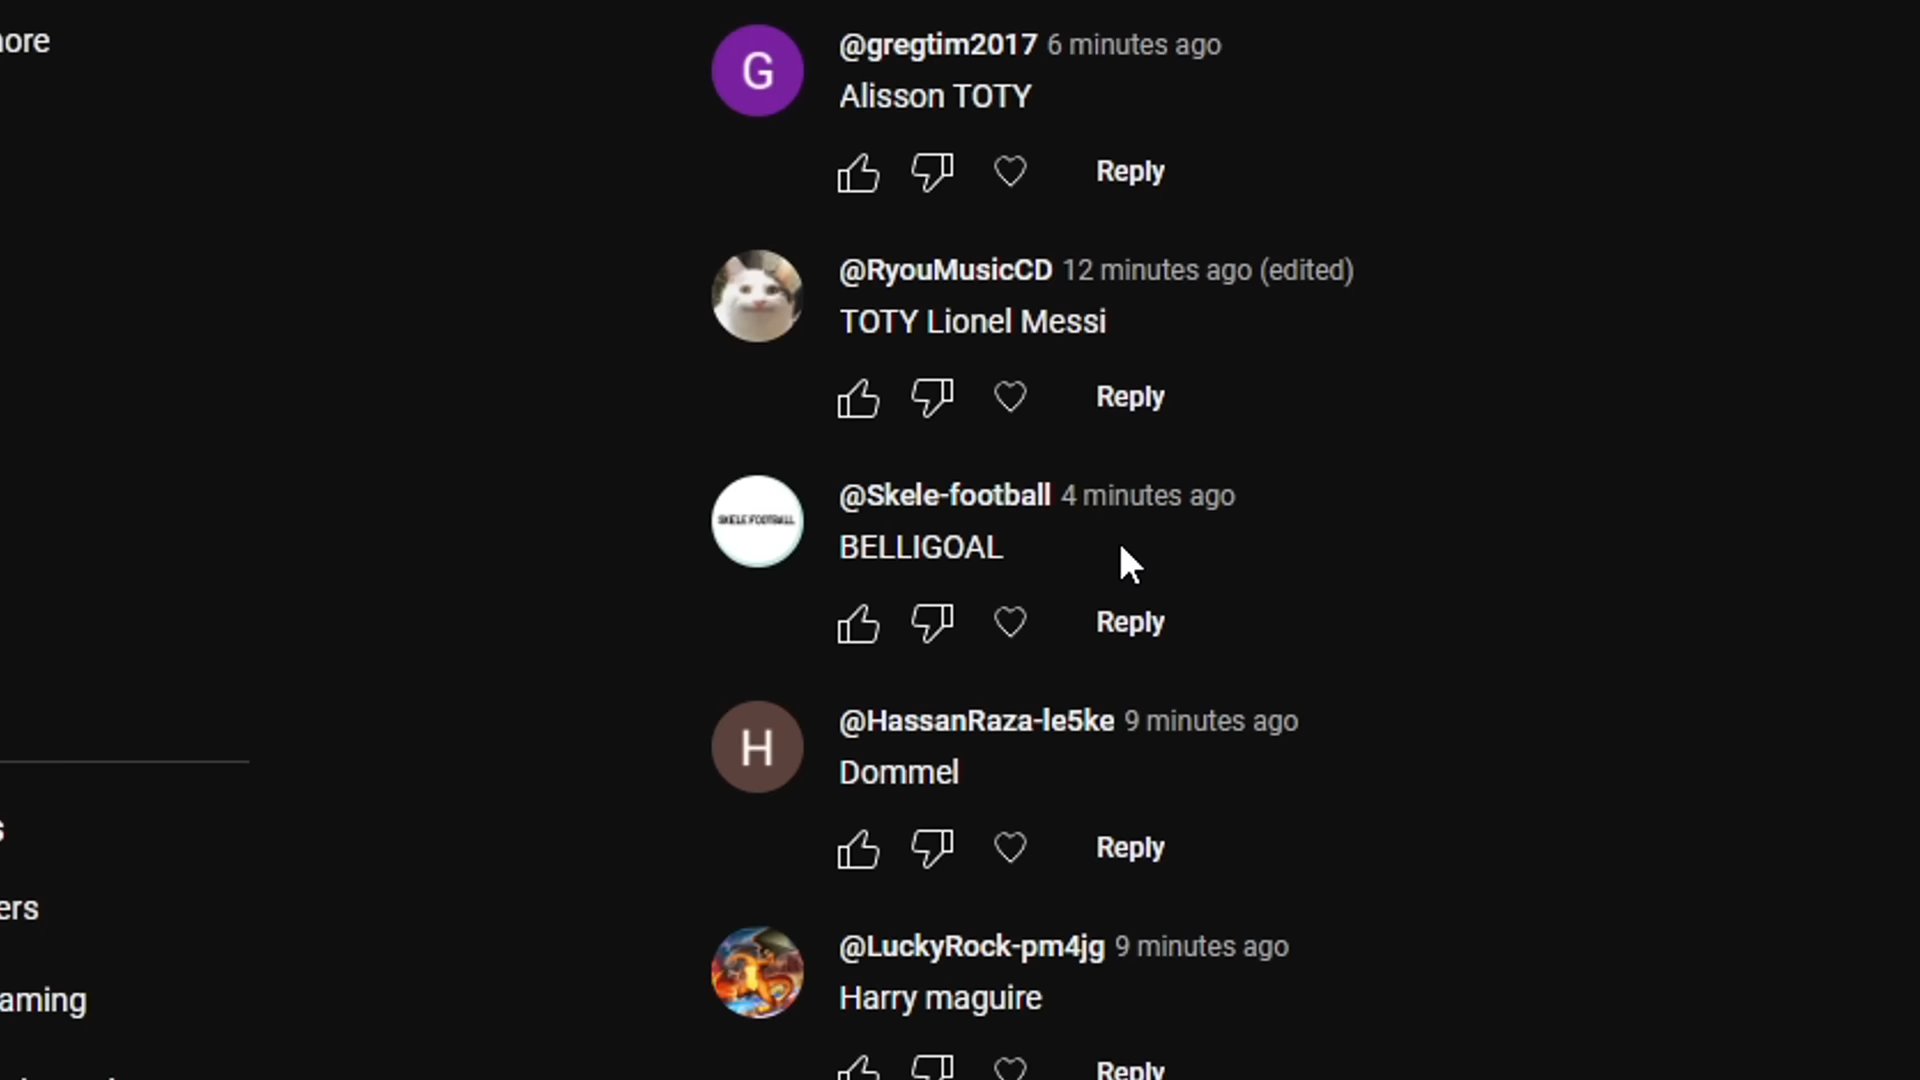 ore
@gregtim2017 6 minutes ago
Alisson TOTY
Reply
@RyouMusicCD 12 minutes ago (edited)
TOTY Lionel Messi
Reply
SKELE FOOTBALL
@Skele-football 4 minutes ago
BELLIGOAL
Reply
@HassanRaza-le5ke 9 minutes ago
Dommel
Reply
s
ers
@LuckyRock-pm4jg 9 minutes ago
Harry maguire
aming
Reply
G
H